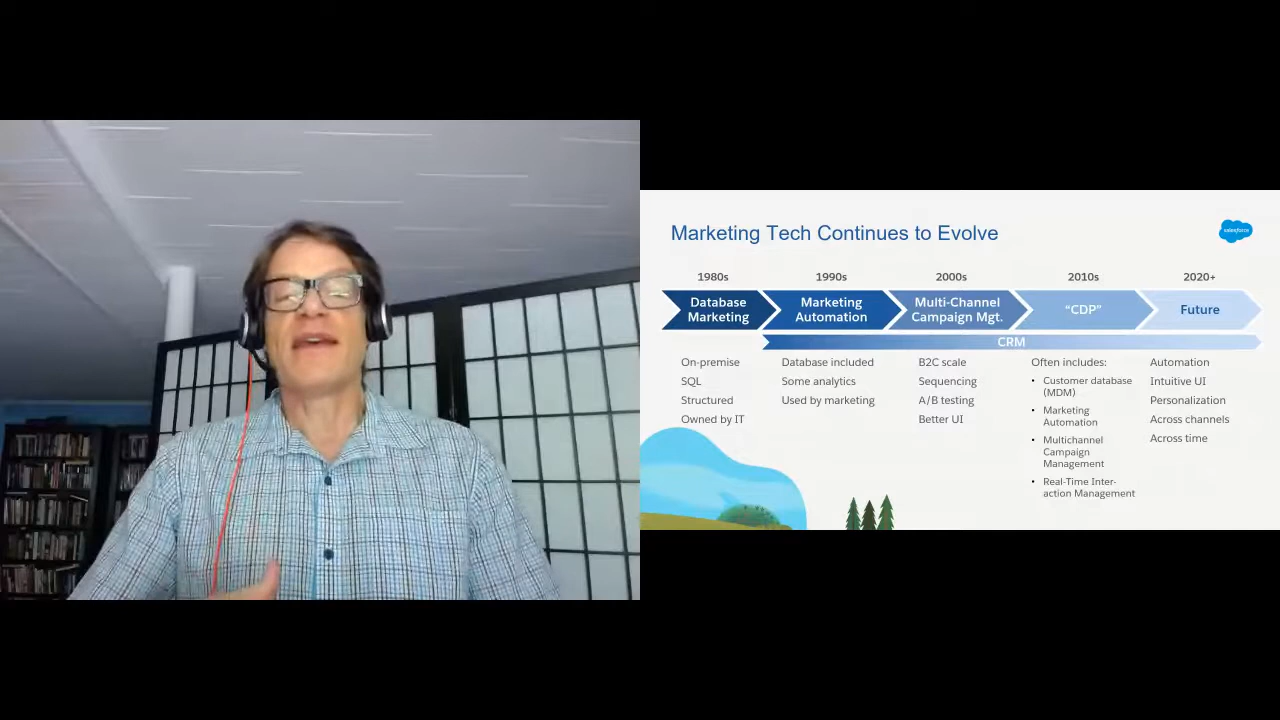 Marketing Tech Continues to Evolve
salesforce
1980s
1990s
2000s
2010s
2020+
Database
Marketing
Marketing
Automation
Multi-Channel
Campaign Mgt.
“CDP”
Future
CRM
On-premise
SQL
Structured
Owned by IT
Database included
Some analytics
Used by marketing
B2C scale
Sequencing
A/B testing
Better UI
Often includes:
• Customer database
(MDM)
• Marketing
Automation
• Multichannel
Campaign
Management
• Real-Time Inter-
action Management
Automation
Intuitive UI
Personalization
Across channels
Across time